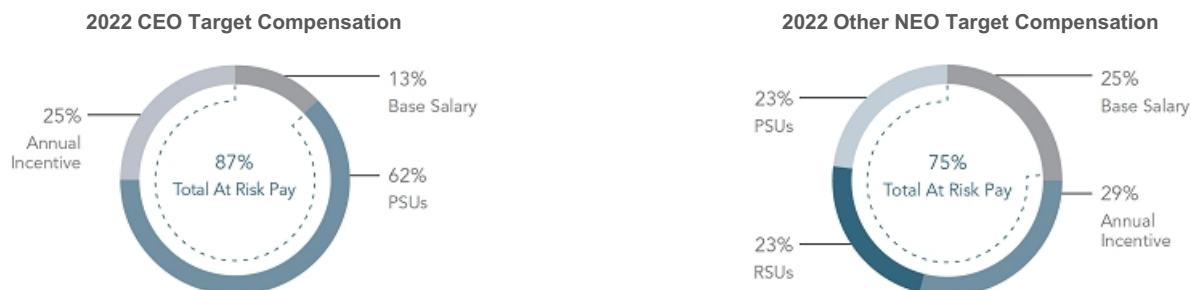 2022 CEO Target Compensation
13%
Base Salary
25%
Annual
Incentive
87%
Total At Risk Pay
62%
PSUs
2022 Other NEO Target Compensation
25%
Base Salary
23%
PSUs
75%
Total At Risk Pay
29%
Annual
Incentive
23%
RSUs